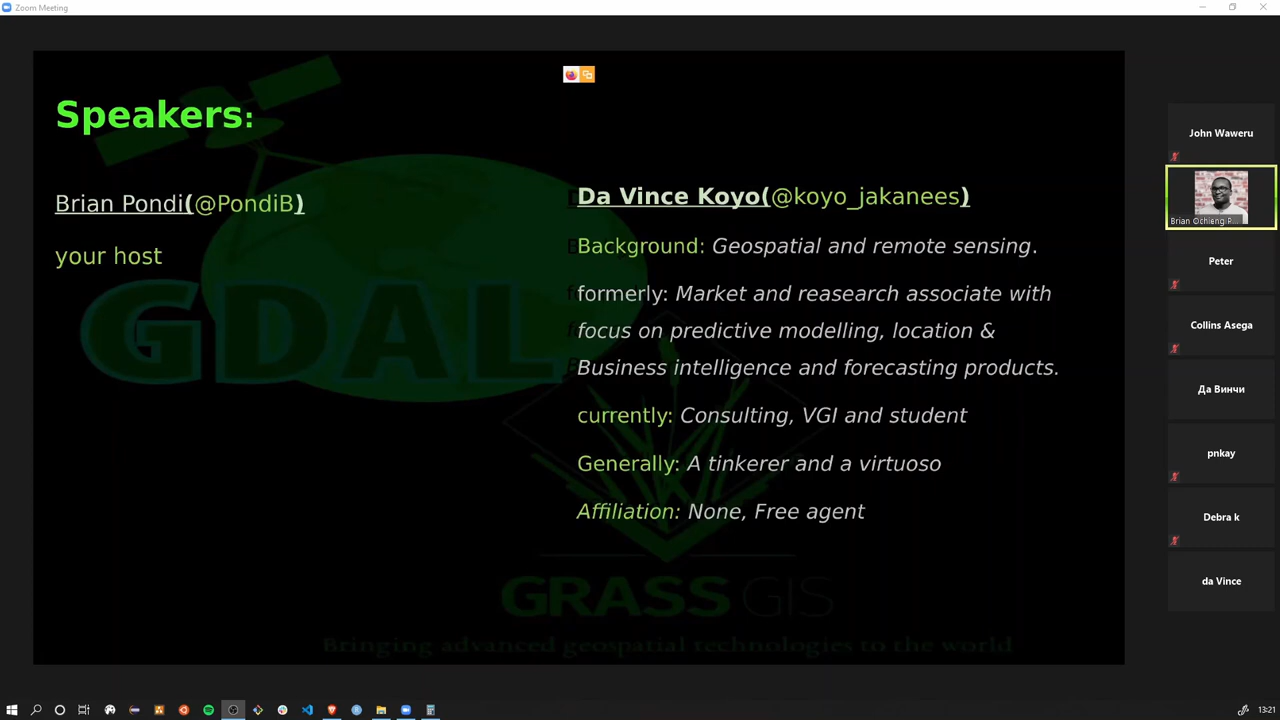 Zoom Meeting
Speakers:
Brian Pondi(@PondiB)
your host
Da Vince Koyo(@koyo_jakanees)
Background: Geospatial and remote sensing.
formerly: Market and reasearch associate with
focus on predictive modelling, location &
Business intelligence and forecasting products.
currently: Consulting, VGI and student
Generally: A tinkerer and a virtuoso
Affiliation: None, Free agent
GDAL
GRASS GIS
Bringing advanced geospatial technologies to the world
John Waweru
Brian Ochieng P...
Peter
Collins Asega
Да Винчи
pnkay
Debra k
da Vince
13:21